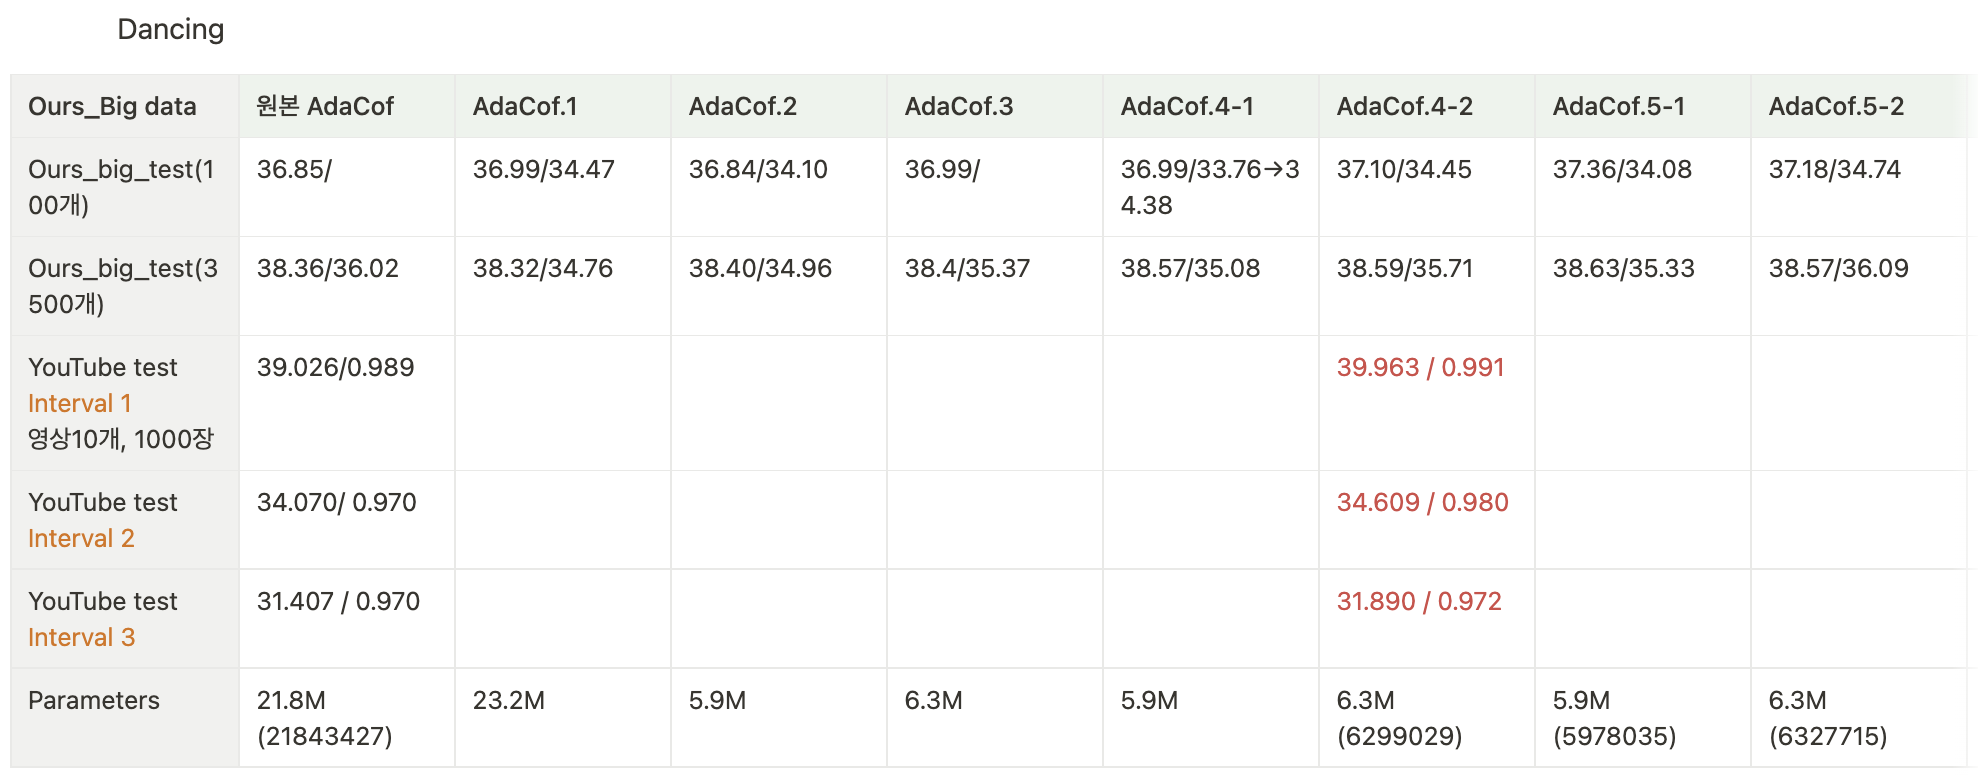 Dancing
Ours_Big data 원본 AdaCof AdaCof.1 AdaCof.2 AdaCof.3 AdaCof.4-1 AdaCof.4-2 AdaCof.5-1 AdaCof.5-2
Ours_big_test(1 36.85/ 36.99/34.47 36.84/34.10 36.99/ 36.99/33.76→3 37.10/34.45 37.36/34.08 37.18/34.74
00개) 4.38
Ours_big_test(3 38.36/36.02 38.32/34.76 38.40/34.96 38.4/35.37 38.57/35.08 38.59/35.71 38.63/35.33 38.57/36.09
500개)
YouTube test 39.026/0.989 39.963 / 0.991
Interval 1
영상10개, 1000장
YouTube test 34.070/ 0.970 34.609 / 0.980
Interval 2
YouTube test 31.407 / 0.970 31.890 / 0.972
Interval 3
Parameters 21.8M 23.2M 5.9M 6.3M 5.9M 6.3M 5.9M 6.3M
(21843427) (6299029) (5978035) (6327715)